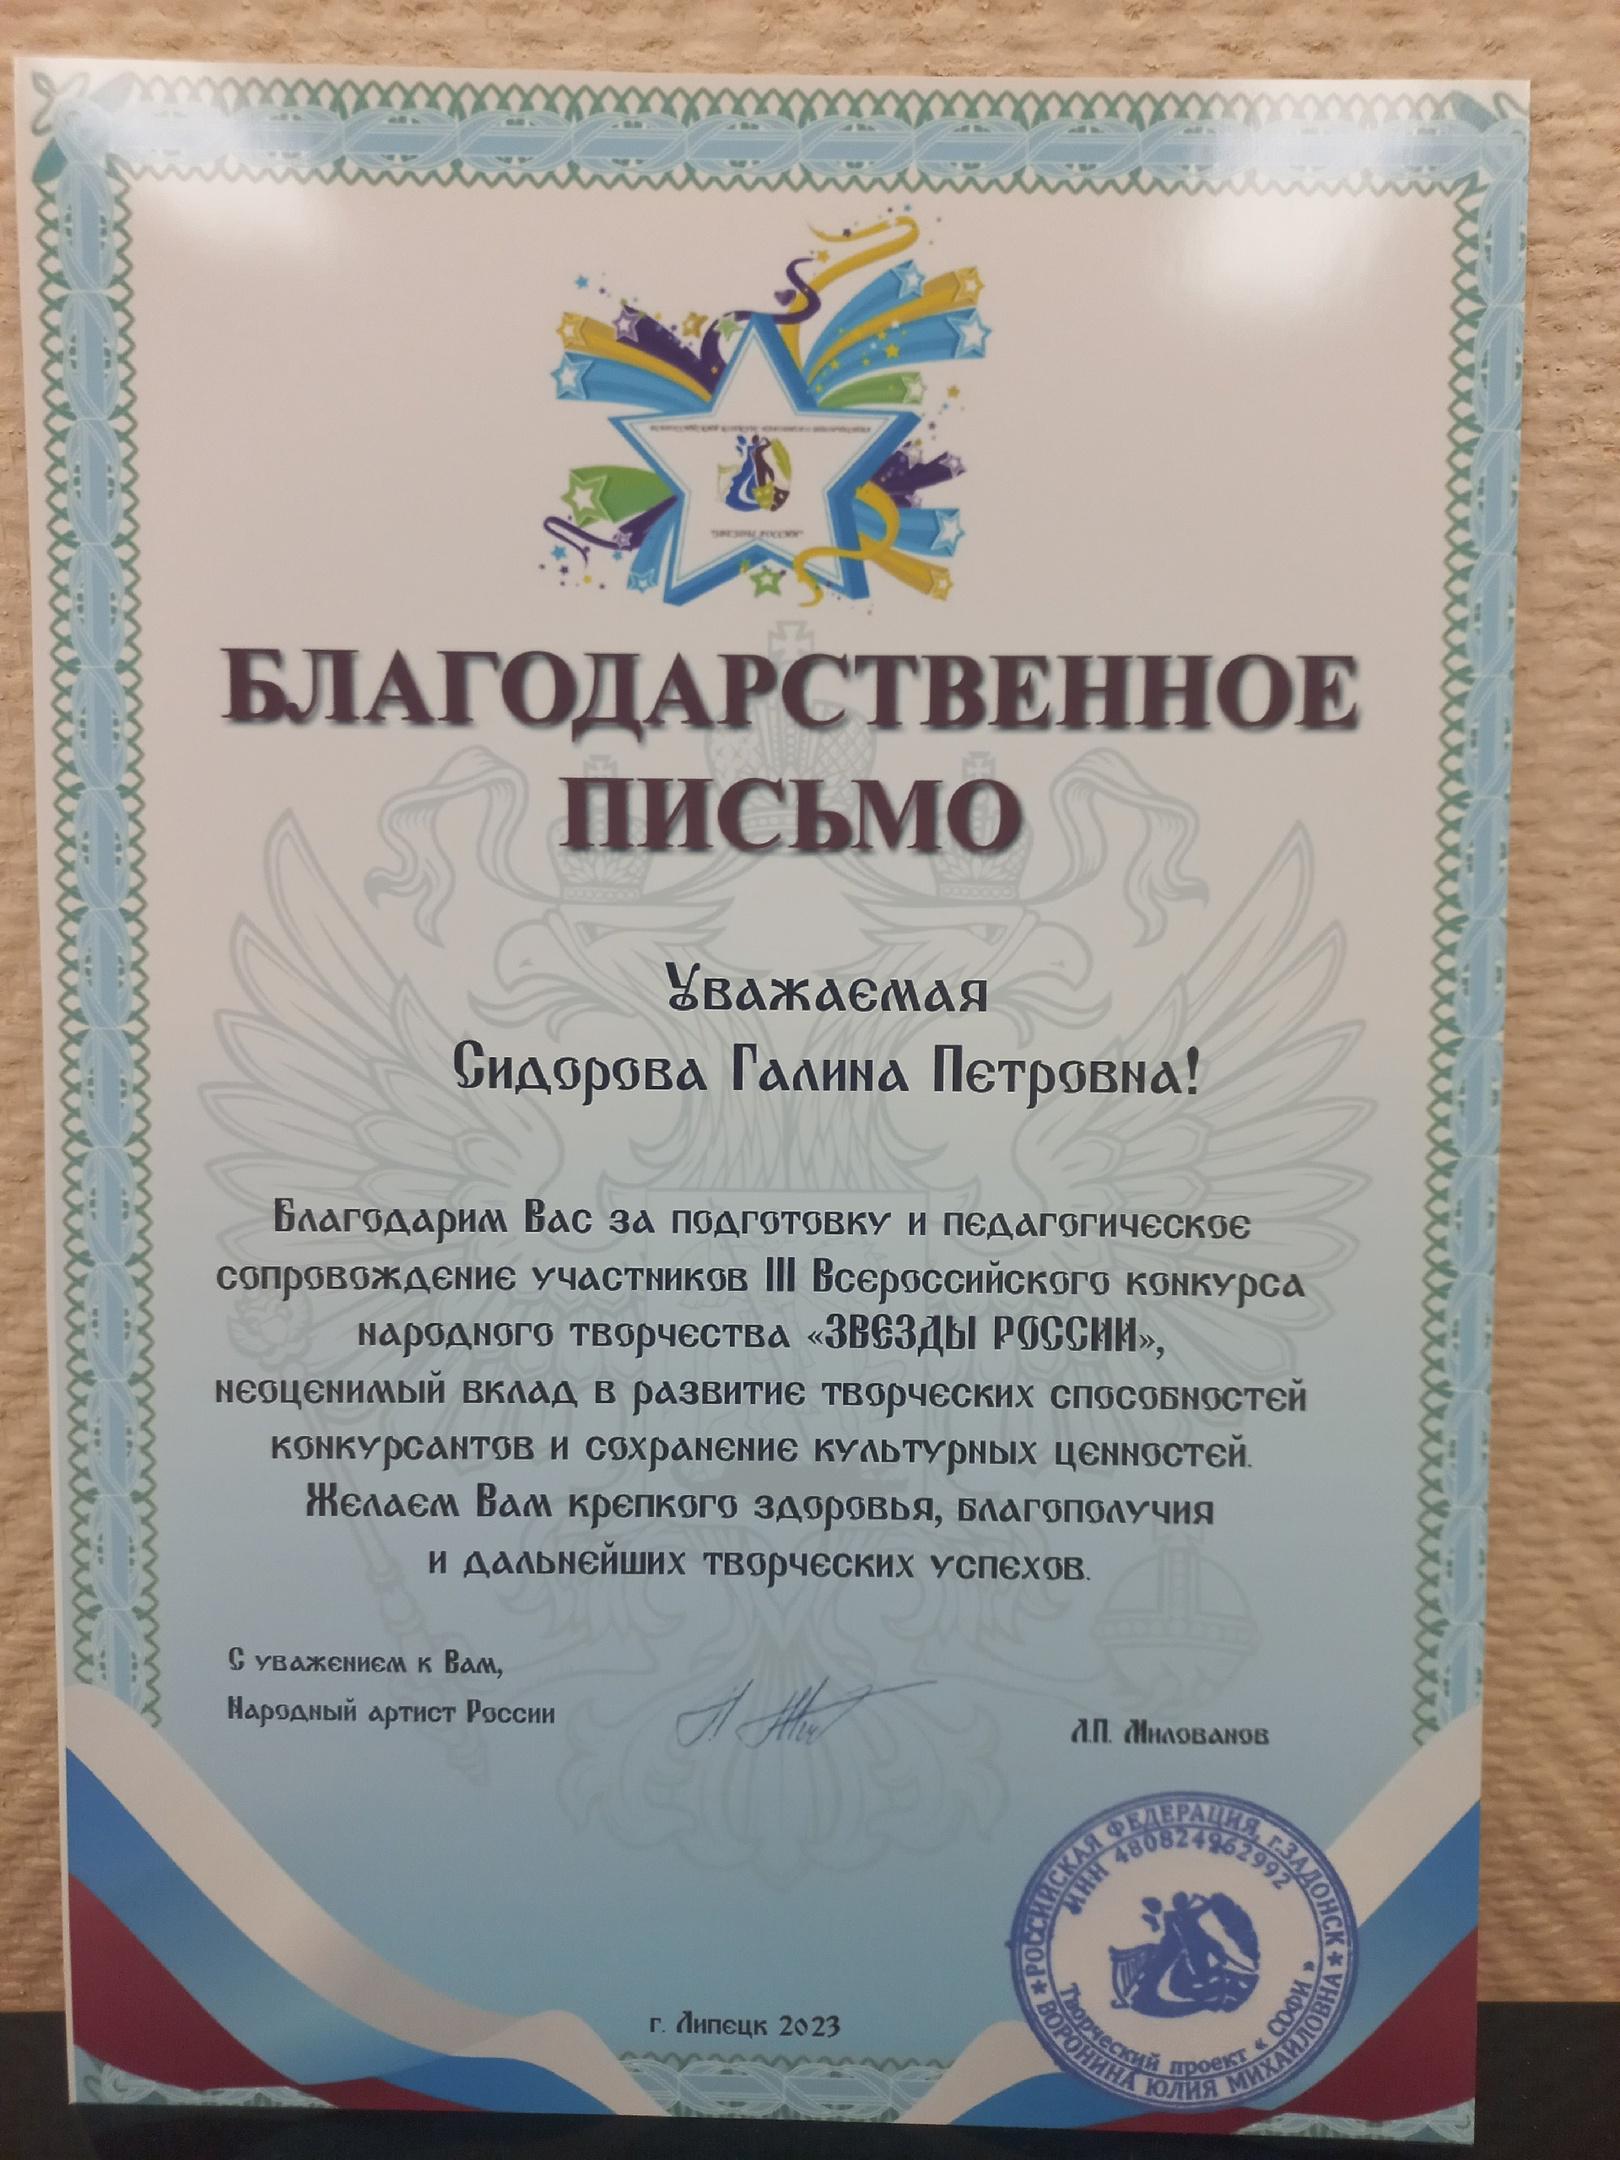 БЛАГОДАРСТВЕННОЕ
ПИСЬМО
Уважаемая
Сидорова Галина Петровна!
Благодарим Вас за подготовку и педагогическое
сопровождение участников III Всероссийского конкурса
народного творчества «ЗВЕЗДЫ РОССИИ»,
неоценимый вклад в развитие творческих способностей
конкурсантов и сохранение культурных ценностей.
Желаем Вам крепкого здоровья, благополучия
и дальнейших творческих успехов.
С уважением к Вам,
Народный артист России
Л.П. Милованов
РОССИЙСКАЯ ФЕДЕРАЦИЯ, г.ЗАДОНСК
ИНН 480824962992
Творческий проект « СОФИ »
ВОРОНИНА ЮЛИЯ МИХАЙЛОВНА
г. Липецк 2023